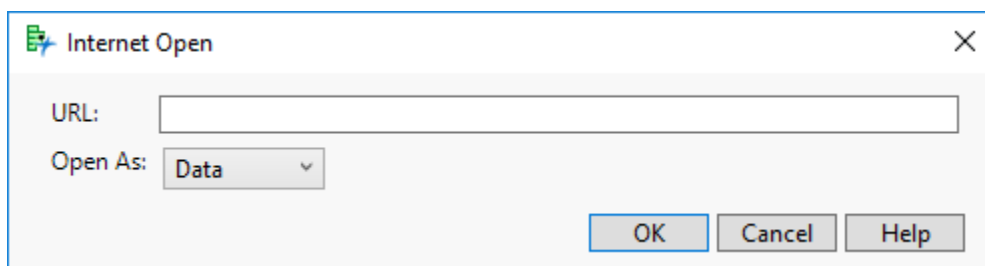 Internet Open
URL:
Open As: Data
OK Cancel Help